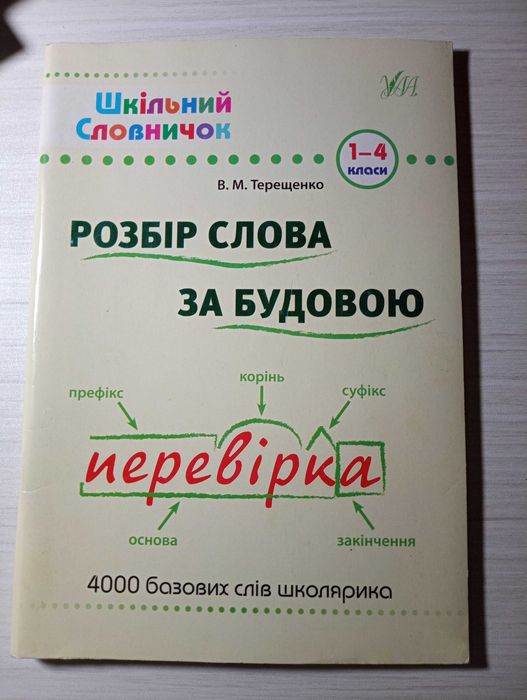 УЛА
Шкільний
Словничок
1–4
класи
В. М. Терещенко
РОЗБІР СЛОВА
ЗА БУДОВОЮ
корінь
префікс
суфікс
перевірка
основа
закінчення
4000 базових слів школярика